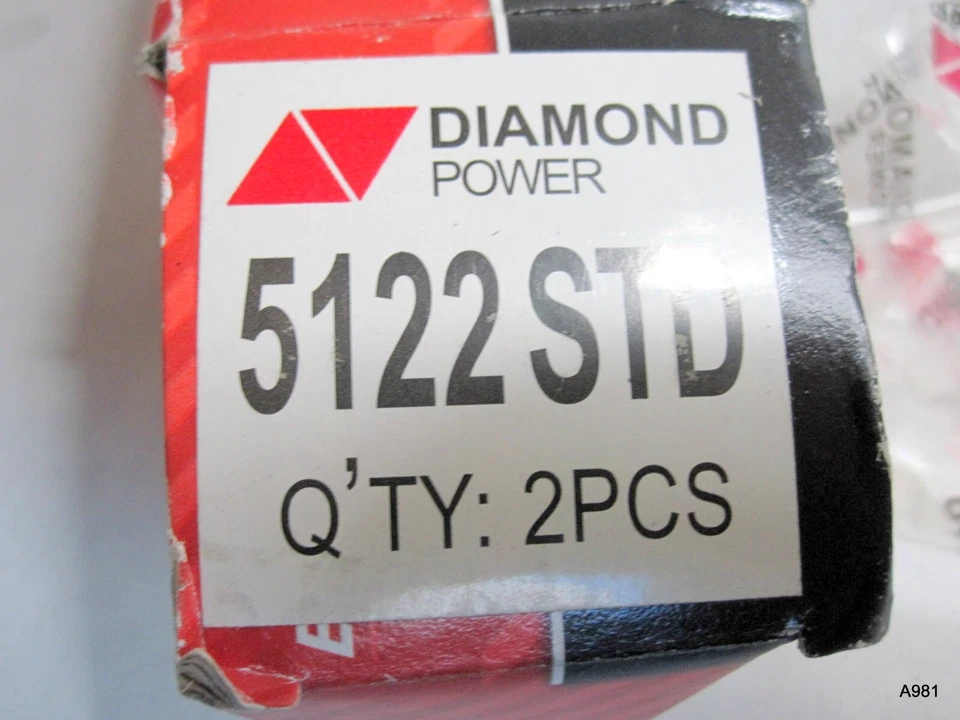 DIAMOND
POWER
5122 STD
Q'TY: 2PCS
A981